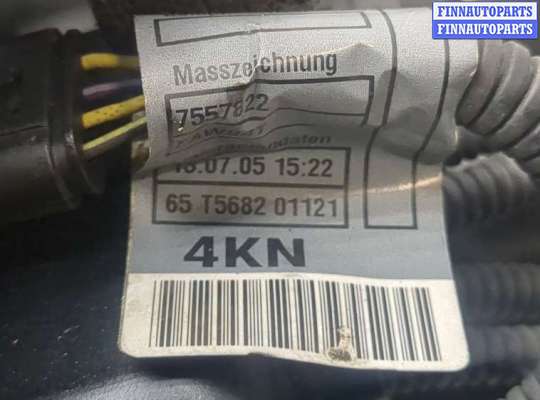 FINNAUTOPARTS
FINNAUTOPARTS
Masszeichnung
7557822
18.07.05 15:22
65 T5682 01121
4KN